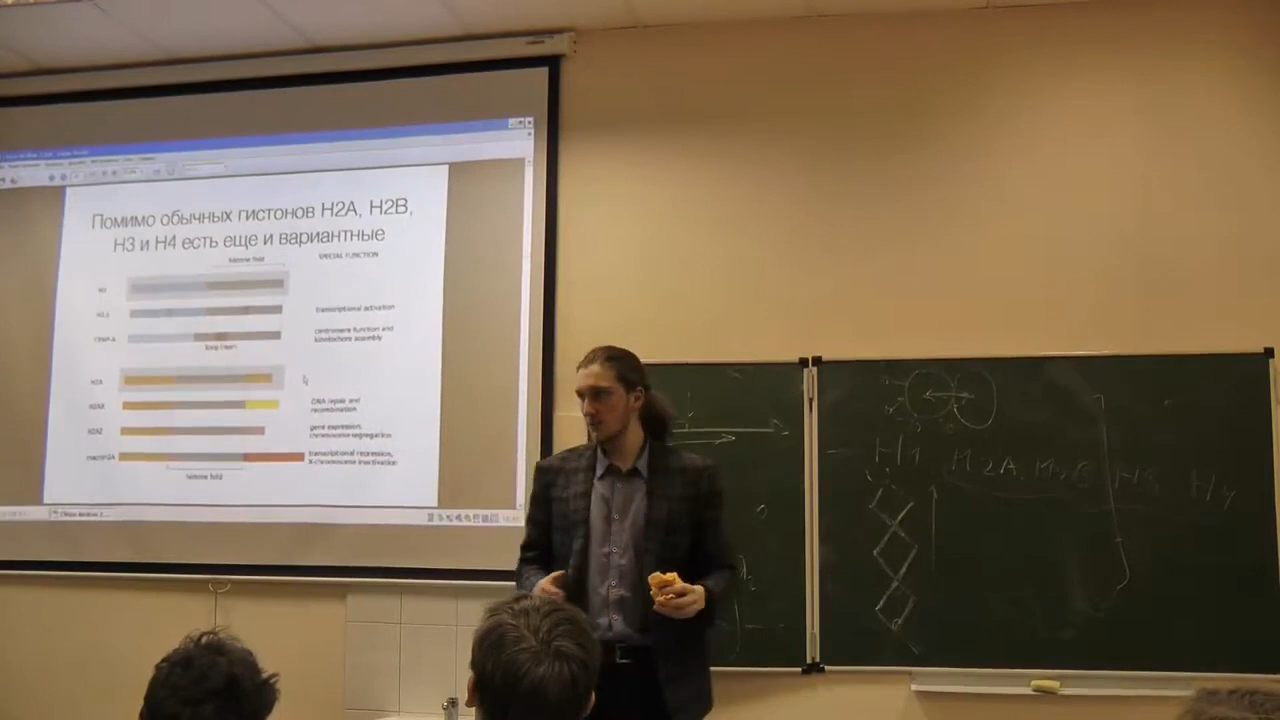 Помимо обычных гистонов H2A, H2B,
H3 и H4 есть еще и вариантные
histone fold
SPECIAL FUNCTION
H3
H3.3
transcriptional activation
CENP-A
centromere function and
kinetochore assembly
loop insert
H2A
H2AX
DNA repair and
recombination
H2AZ
gene expression,
chromosome segregation
macroH2A
transcriptional repression,
X-chromosome inactivation
histone fold
H1 H2A, H2B H3 H4